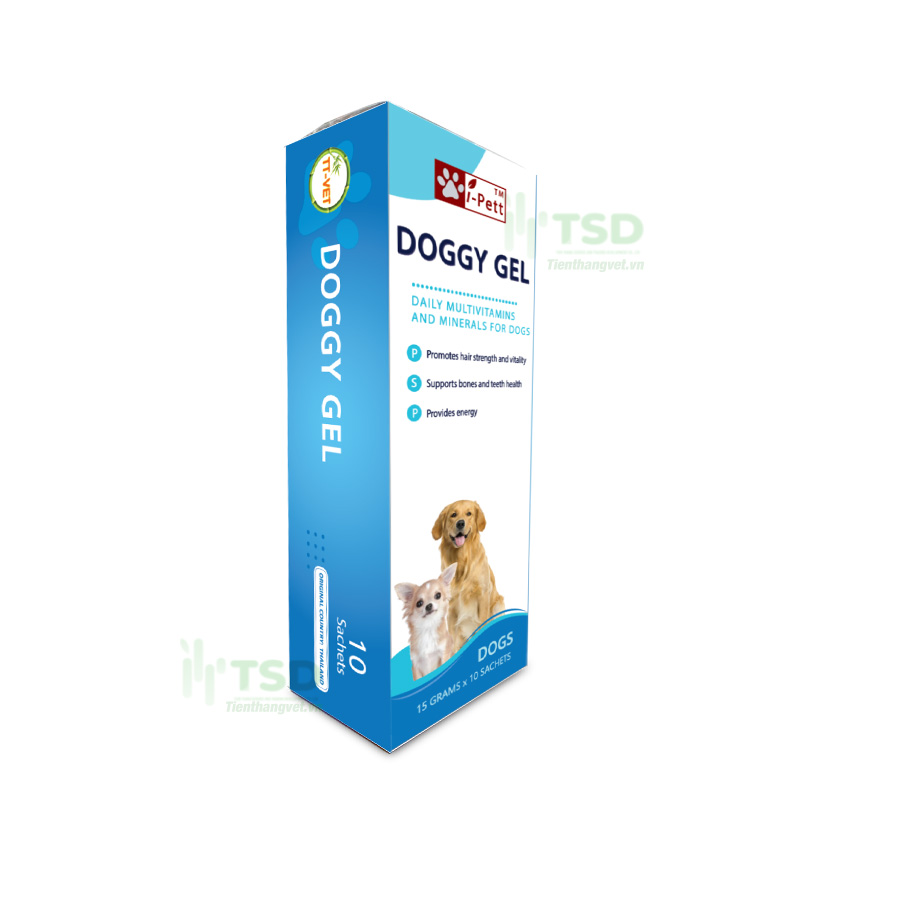 TT-VET
DOGGY GEL
ORIGINAL COUNTRY: THAILAND
10
Sachets
i-Pett
TM
DOGGY GEL
DAILY MULTIVITAMINS
AND MINERALS FOR DOGS
P Promotes hair strength and vitality
S Supports bones and teeth health
P Provides energy
DOGS
15 GRAMS x 10 SACHETS
TSD
Tienthangvet.vn
TSD
Tienthangvet.v